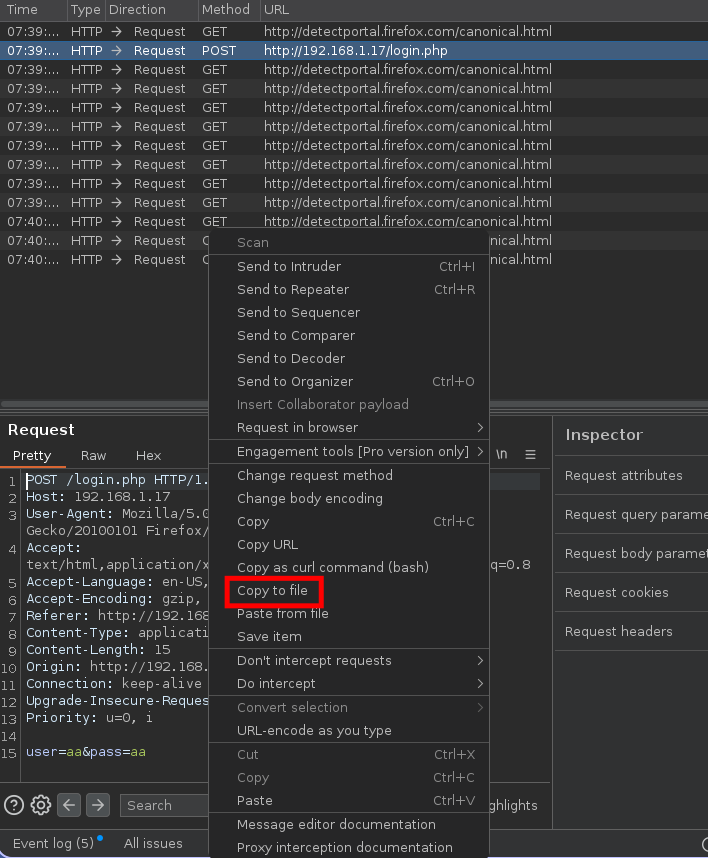 Time Type Direction Method URL
07:39:... HTTP → Request GET http://detectportal.firefox.com/canonical.html
07:39:... HTTP → Request POST http://192.168.1.17/login.php
07:39:... HTTP → Request GET http://detectportal.firefox.com/canonical.html
07:39:... HTTP → Request GET http://detectportal.firefox.com/canonical.html
07:39:... HTTP → Request GET http://detectportal.firefox.com/canonical.html
07:39:... HTTP → Request GET http://detectportal.firefox.com/canonical.html
07:39:... HTTP → Request GET http://detectportal.firefox.com/canonical.html
07:39:... HTTP → Request GET http://detectportal.firefox.com/canonical.html
07:39:... HTTP → Request GET http://detectportal.firefox.com/canonical.html
07:39:... HTTP → Request GET http://detectportal.firefox.com/canonical.html
07:40:... HTTP → Request GET http://detectportal.firefox.com/canonical.html
07:40:... HTTP → Request nical.html
07:40:... HTTP → Request nical.html
Scan
Send to Intruder Ctrl+I
Send to Repeater Ctrl+R
Send to Sequencer
Send to Comparer
Send to Decoder
Send to Organizer Ctrl+O
Insert Collaborator payload
Request in browser >
Engagement tools [Pro version only] >
Change request method
Change body encoding
Copy Ctrl+C
Copy URL
Copy as curl command (bash)
Copy to file
Paste from file
Save item
Don't intercept requests >
Do intercept >
Convert selection >
URL-encode as you type
Cut Ctrl+X
Copy Ctrl+C
Paste Ctrl+V
Message editor documentation
Proxy interception documentation
Request
Pretty Raw Hex \n
1 POST /login.php HTTP/1.
2 Host: 192.168.1.17
3 User-Agent: Mozilla/5.0
Gecko/20100101 Firefox/
4 Accept:
text/html,application/x q=0.8
5 Accept-Language: en-US,
6 Accept-Encoding: gzip,
7 Referer: http://192.168
8 Content-Type: applicati
9 Content-Length: 15
10 Origin: http://192.168.
11 Connection: keep-alive
12 Upgrade-Insecure-Reques
13 Priority: u=0, i
14
15 user=aa&pass=aa
Search ghlights
Event log (5) All issues
Inspector
Request attributes
Request query parame
Request body paramet
Request cookies
Request headers